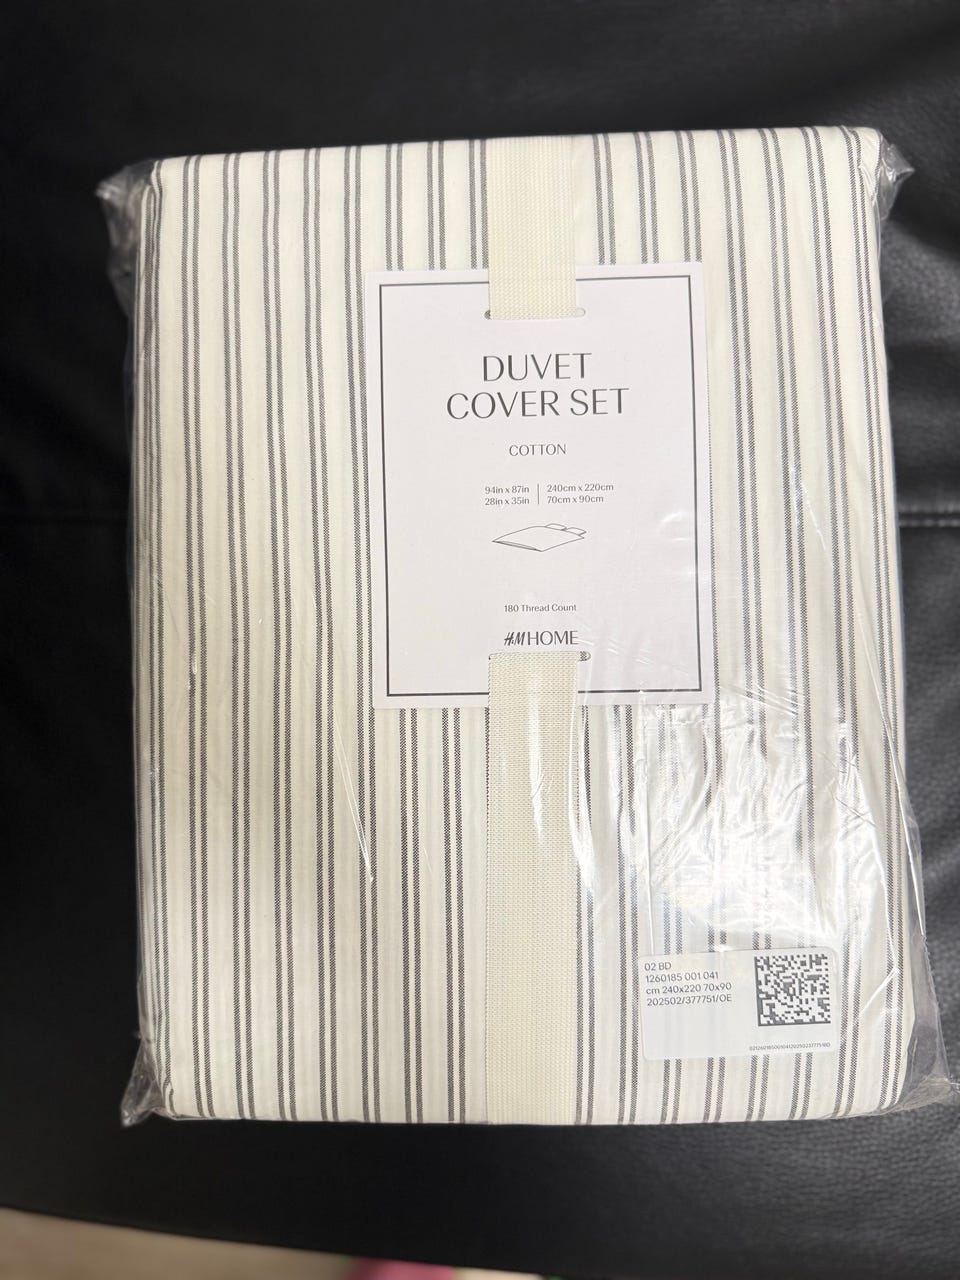 DUVET
COVER SET
COTTON
94in x 87in | 240cm x 220cm
28in x 35in | 70cm x 90cm
180 Thread Count
H&M HOME
02 BD
1260185 001 041
cm 240x220 70x90
202502/377751/OE